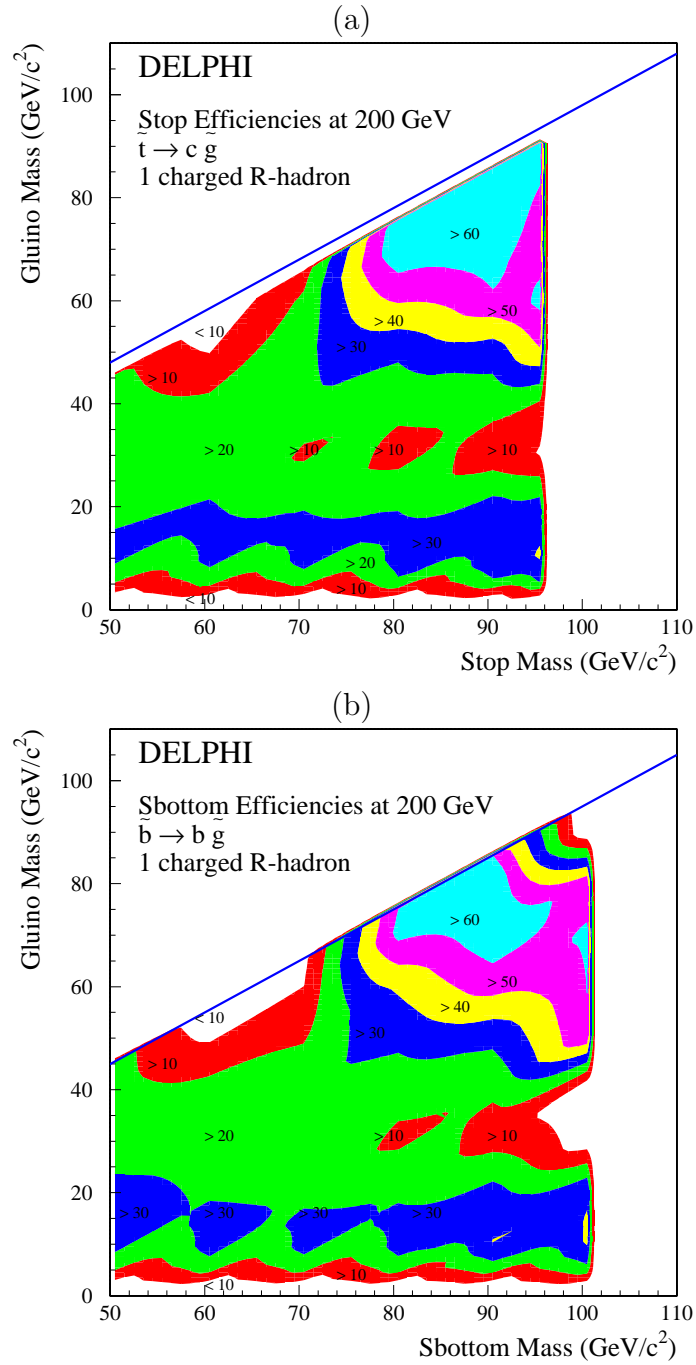 (a)
DELPHI
Stop Efficiencies at 200 GeV
t̃ → c g̃
1 charged R-hadron
Gluino Mass (GeV/c²)
100
80
60
40
20
0
> 60
> 50
> 40
> 30
< 10
> 10
> 20
> 10
> 10
> 10
> 30
> 20
> 10
< 10
50 60 70 80 90 100 110
Stop Mass (GeV/c²)
(b)
DELPHI
Sbottom Efficiencies at 200 GeV
b̃ → b g̃
1 charged R-hadron
Gluino Mass (GeV/c²)
100
80
60
40
20
0
> 60
> 50
< 10
> 40
> 30
> 10
> 20
> 10
> 10
> 30
> 30
> 30
> 30
> 10
< 10
50 60 70 80 90 100 110
Sbottom Mass (GeV/c²)